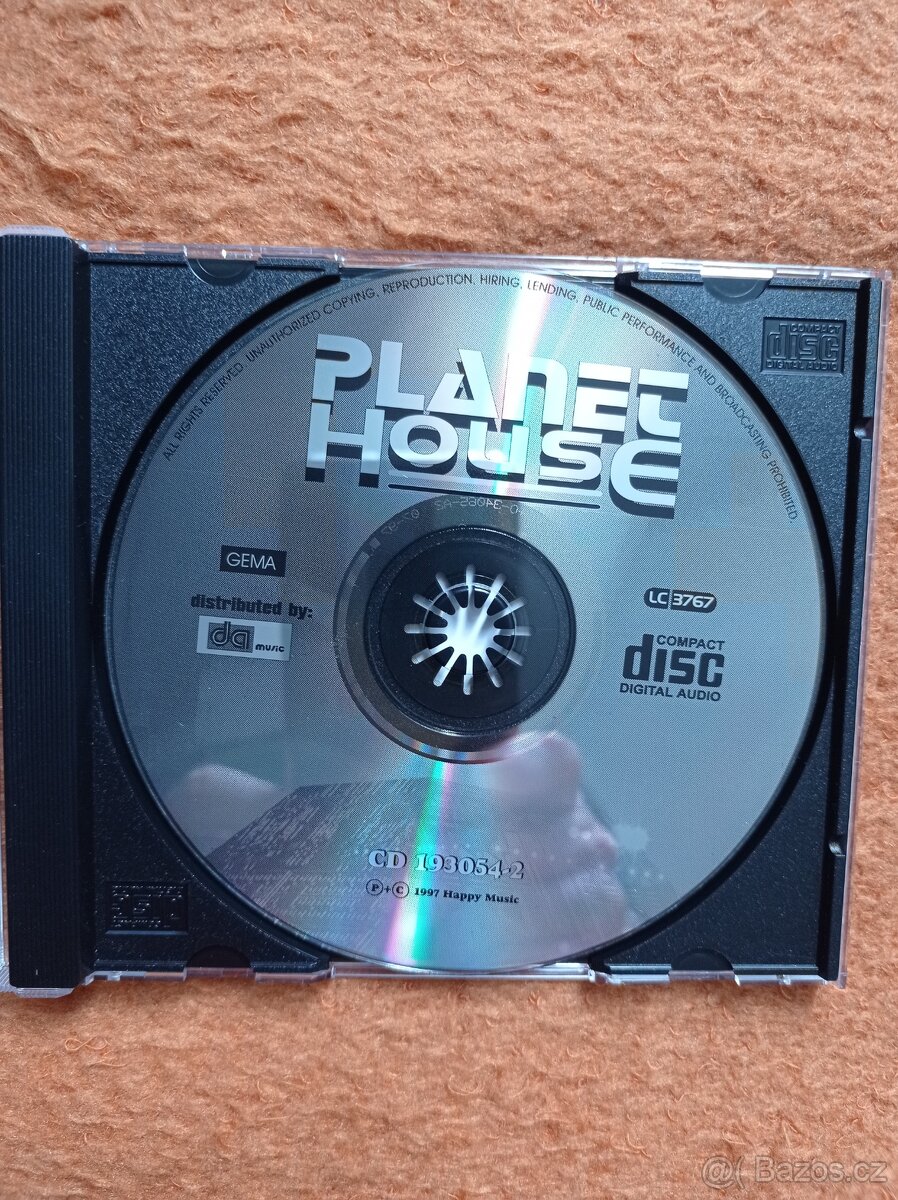 ALL RIGHTS RESERVED. UNAUTHORIZED COPYING, REPRODUCTION, HIRING, LENDING, PUBLIC PERFORMANCE AND BROADCASTING PROHIBITED.
PLANET
HOUSE
COMPACT
disc
DIGITAL AUDIO
GEMA
distributed by:
da music
LC 3767
COMPACT
disc
DIGITAL AUDIO
CD 193054-2
P+C 1997 Happy Music
Bazos.cz